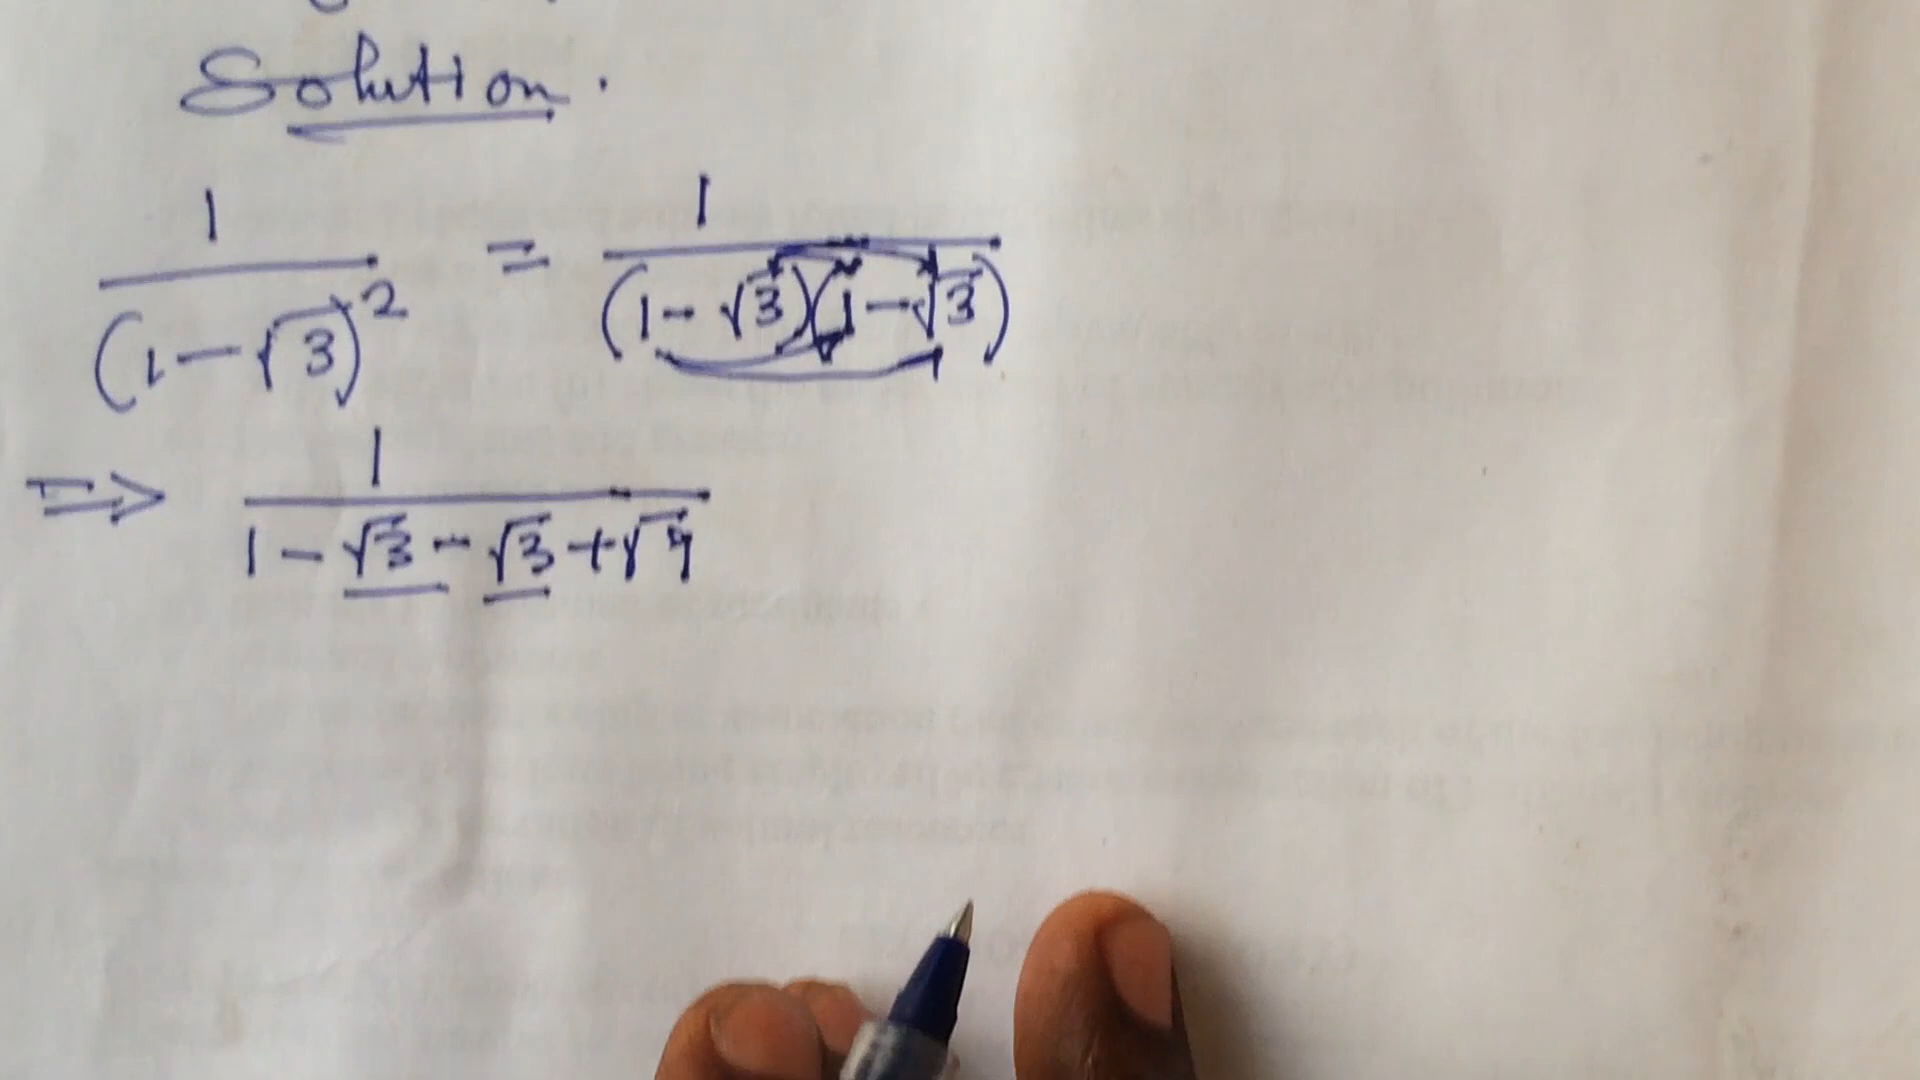 Solution.
1/(1-√3)² = 1/((1-√3)(1-√3))
⇒ 1/(1-√3-√3+√9)